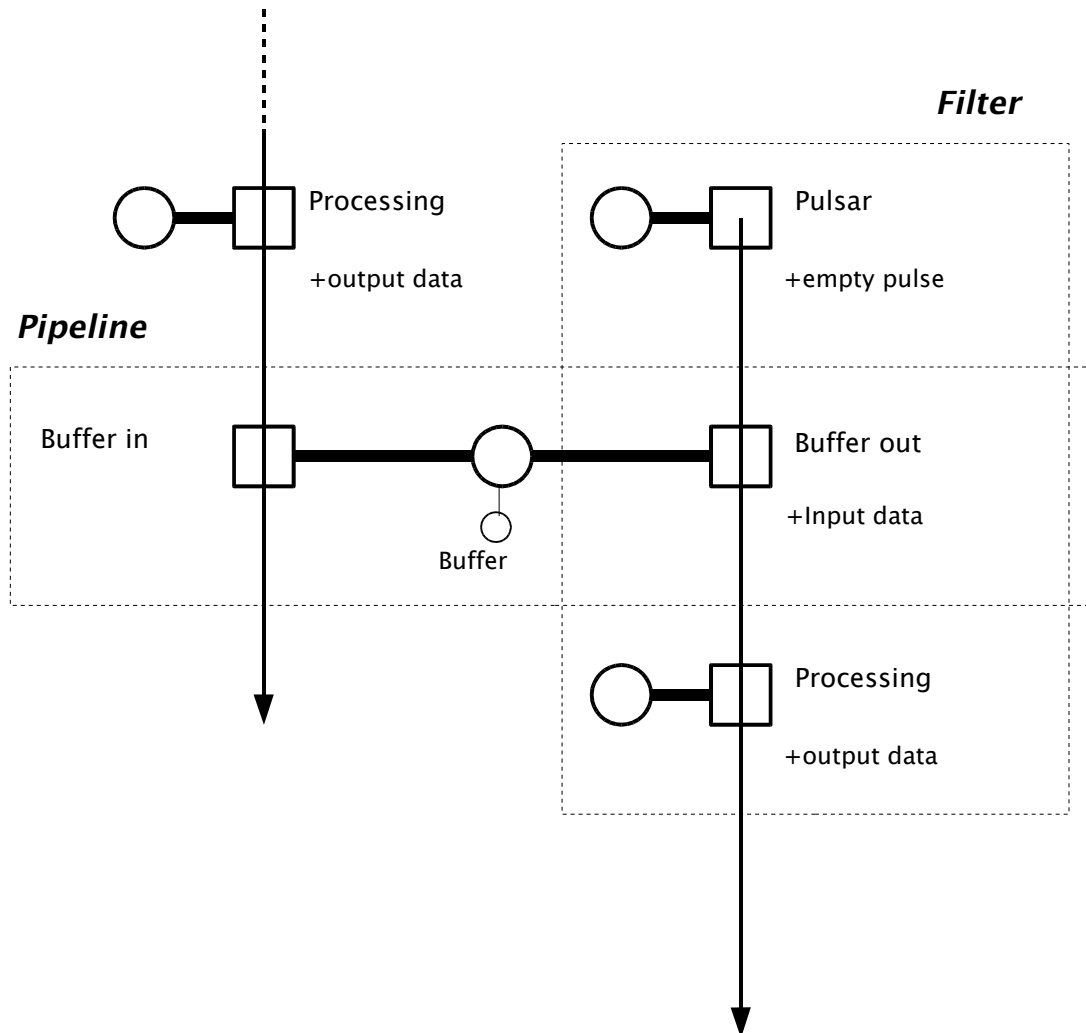 Filter
Processing
Pulsar
+output data
+empty pulse
Pipeline
Buffer in
Buffer out
+Input data
Buffer
Processing
+output data